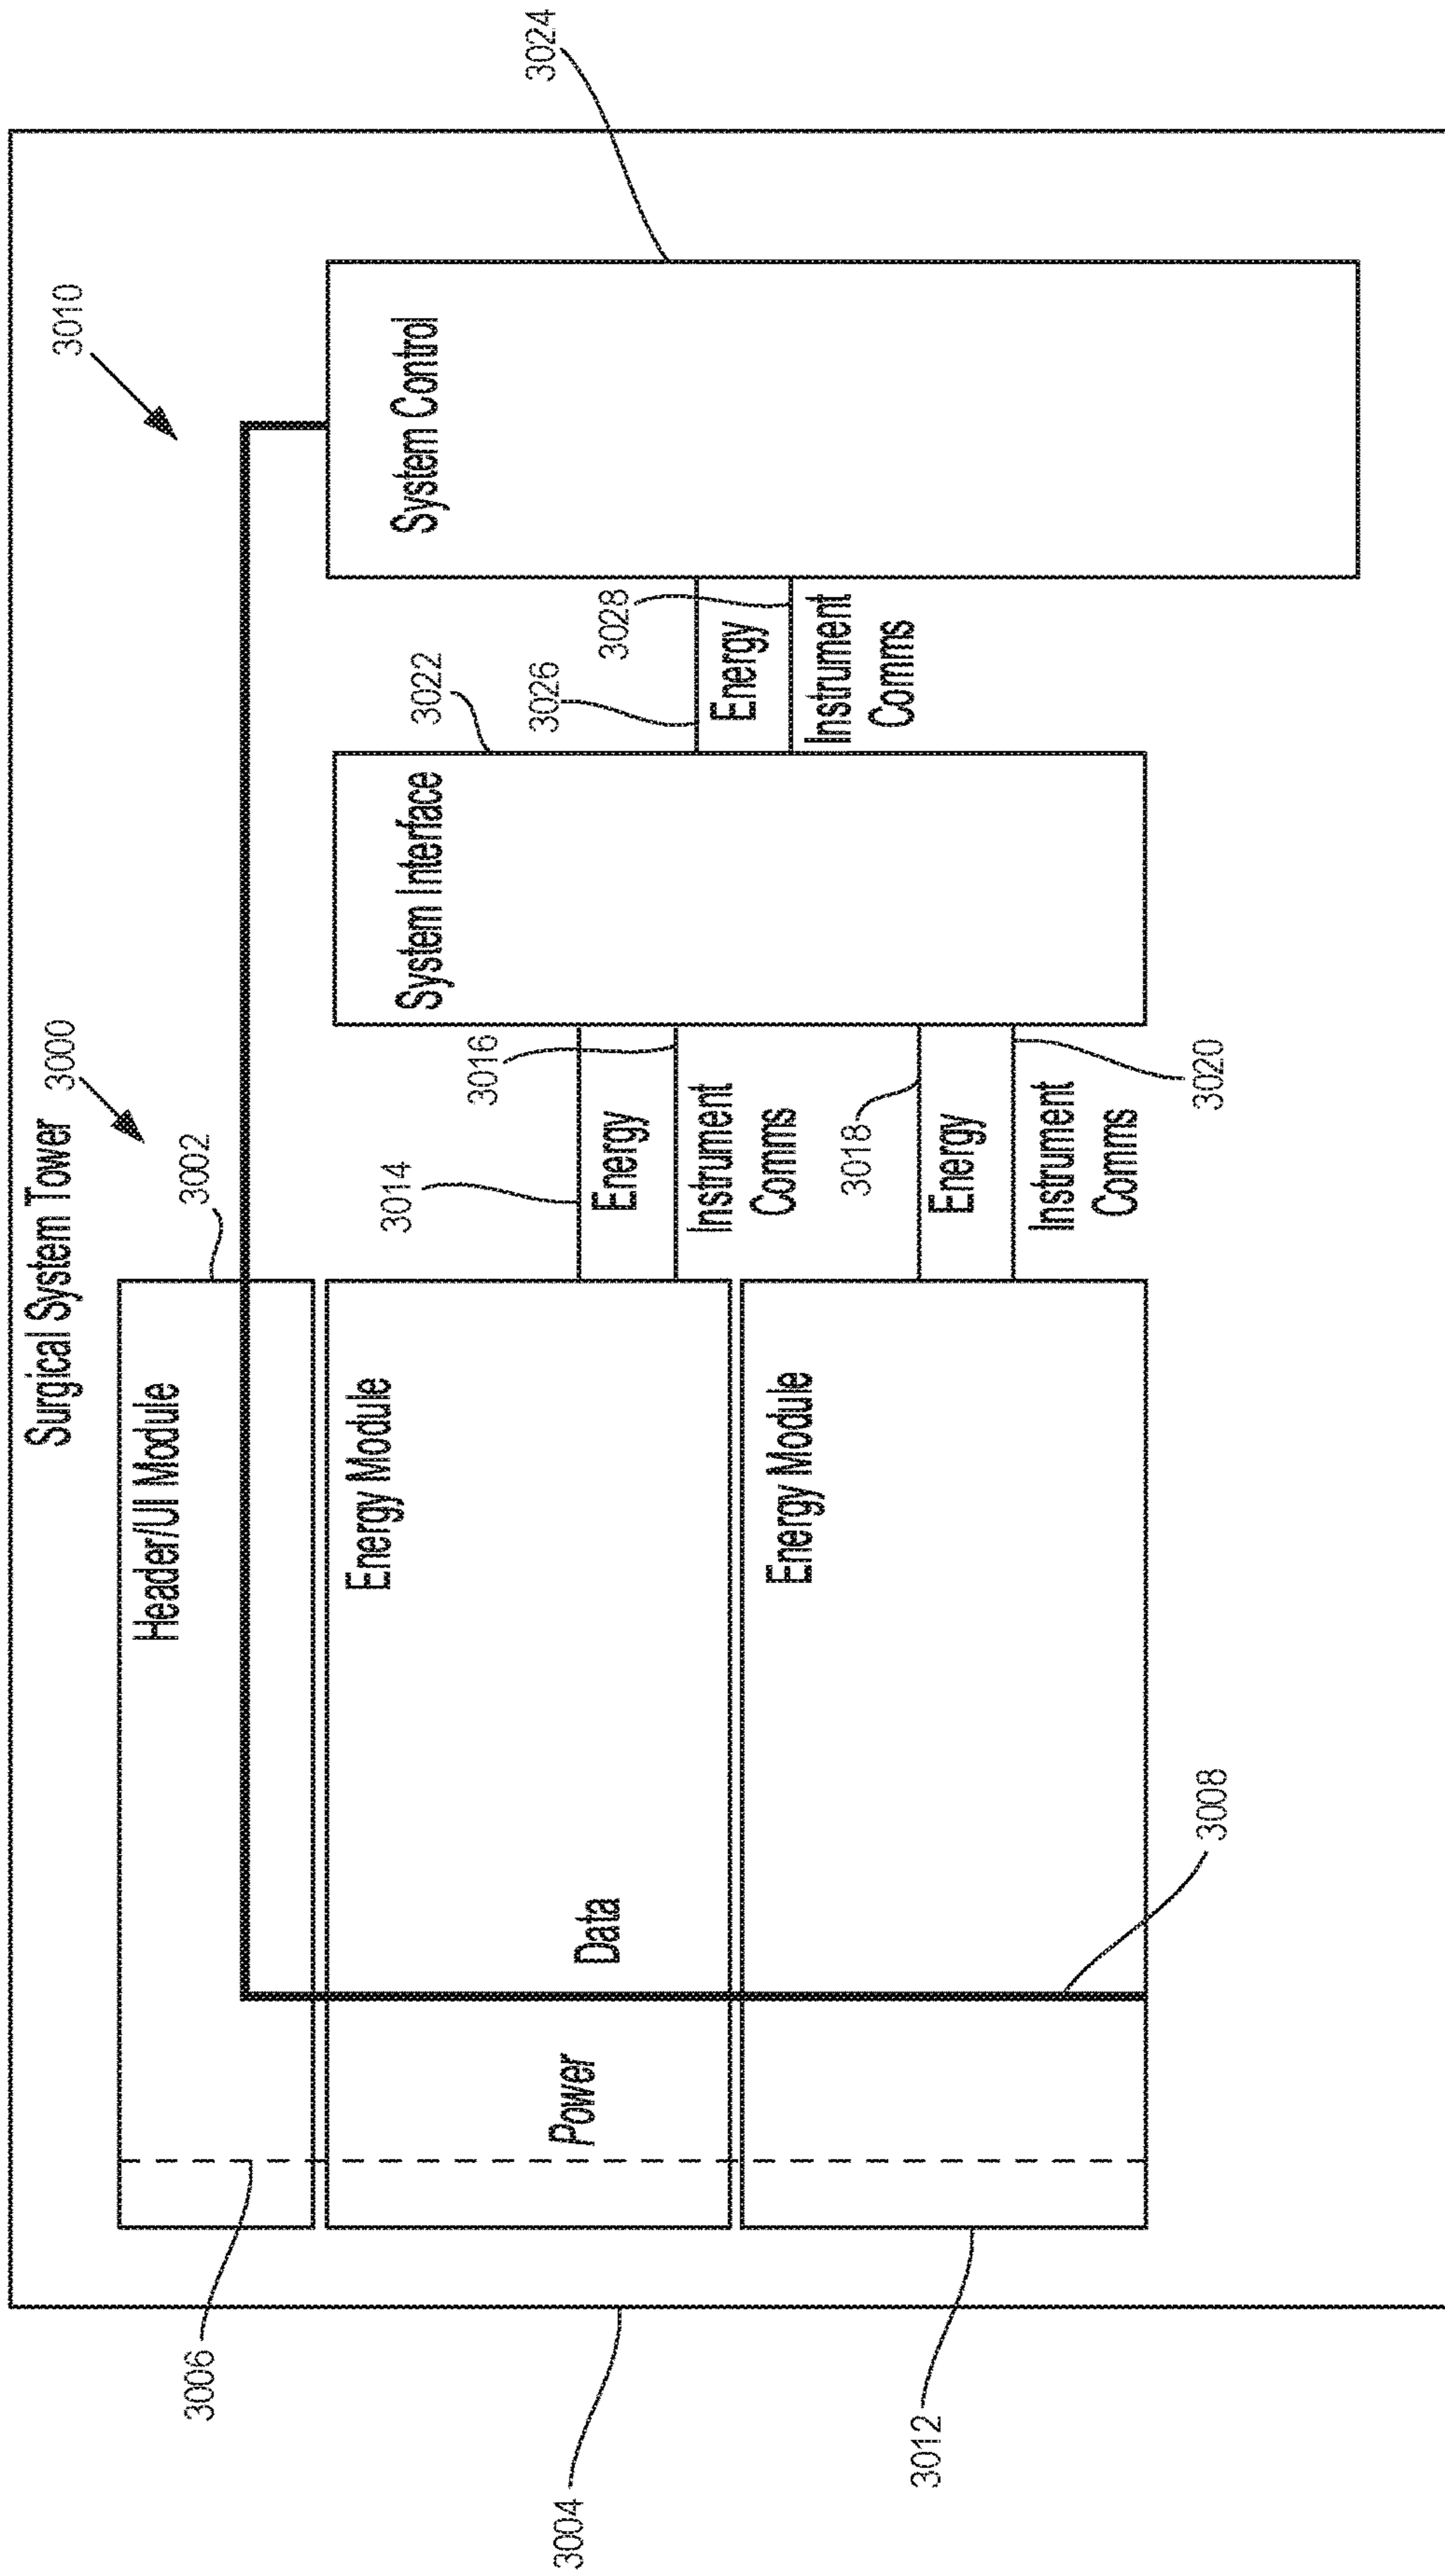 Surgical System Tower
3000
3010
3002
3024
Header/UI Module
3006
Energy Module
Power
Data
3014
Energy
3016
Instrument
Comms
System Interface
3022
3026
Energy
3028
Instrument
Comms
System Control
3004
Energy Module
3018
Energy
3020
Instrument
Comms
3012
3008